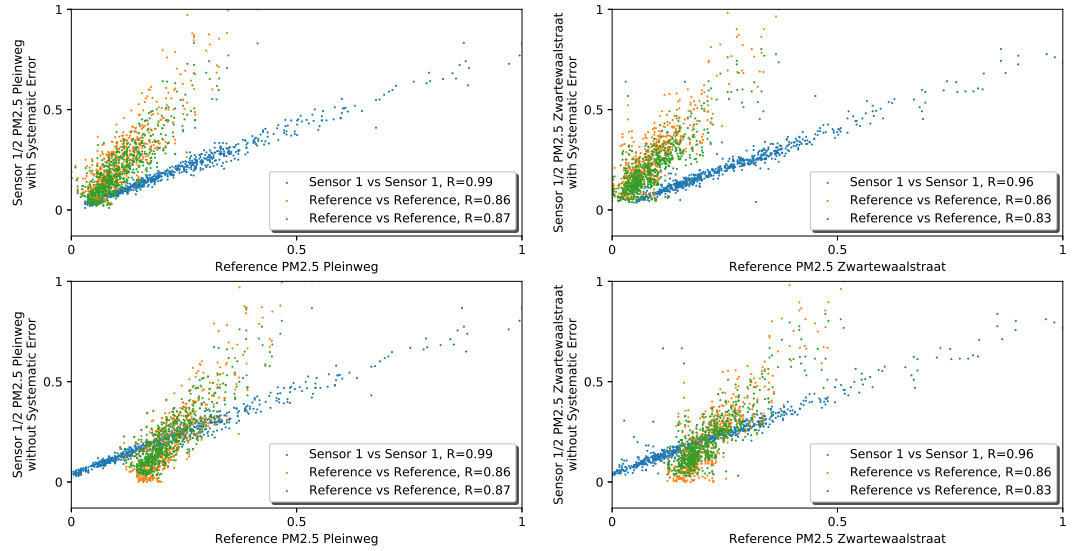 Sensor 1/2 PM2.5 Pleinweg
with Systematic Error
1
0.5
0
0
0.5
1
Sensor 1 vs Sensor 1, R=0.99
Reference vs Reference, R=0.86
Reference vs Reference, R=0.87
Reference PM2.5 Pleinweg
Sensor 1/2 PM2.5 Zwartewaalstraat
with Systematic Error
1
0.5
0
0
0.5
1
Sensor 1 vs Sensor 1, R=0.96
Reference vs Reference, R=0.86
Reference vs Reference, R=0.83
Reference PM2.5 Zwartewaalstraat
Sensor 1/2 PM2.5 Pleinweg
without Systematic Error
1
0.5
0
0
0.5
1
Sensor 1 vs Sensor 1, R=0.99
Reference vs Reference, R=0.86
Reference vs Reference, R=0.87
Reference PM2.5 Pleinweg
Sensor 1/2 PM2.5 Zwartewaalstraat
without Systematic Error
1
0.5
0
0
0.5
1
Sensor 1 vs Sensor 1, R=0.96
Reference vs Reference, R=0.86
Reference vs Reference, R=0.83
Reference PM2.5 Zwartewaalstraat